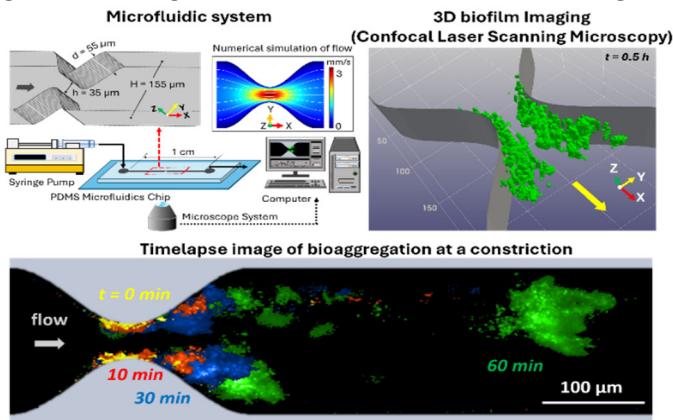 Microfluidic system
d = 55 μm
H = 155 μm
h = 35 μm
Z Y X
Numerical simulation of flow
mm/s
3
0
Y
Z X
1 cm
Syringe Pump
PDMS Microfluidics Chip
Computer
Microscope System
3D biofilm Imaging
(Confocal Laser Scanning Microscopy)
t = 0.5 h
50
100
150
Z Y X
Timelapse image of bioaggregation at a constriction
t = 0 min
flow
10 min
30 min
60 min
100 μm